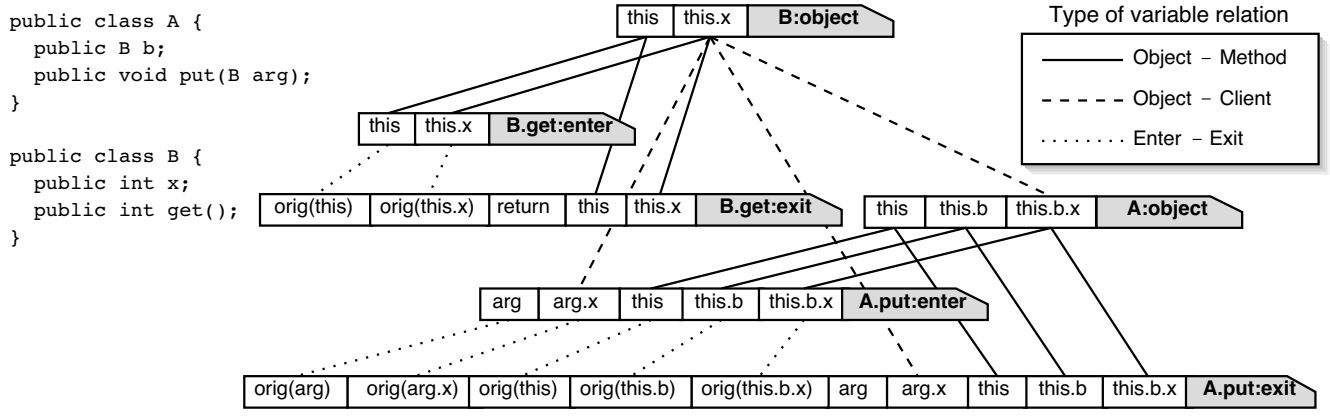 public class A {
  public B b;
  public void put(B arg);
}
public class B {
  public int x;
  public int get();
}
this this.x B:object
Type of variable relation
Object – Method
Object – Client
Enter – Exit
this this.x B.get:enter
orig(this) orig(this.x) return this this.x B.get:exit
this this.b this.b.x A:object
arg arg.x this this.b this.b.x A.put:enter
orig(arg) orig(arg.x) orig(this) orig(this.b) orig(this.b.x) arg arg.x this this.b this.b.x A.put:exit